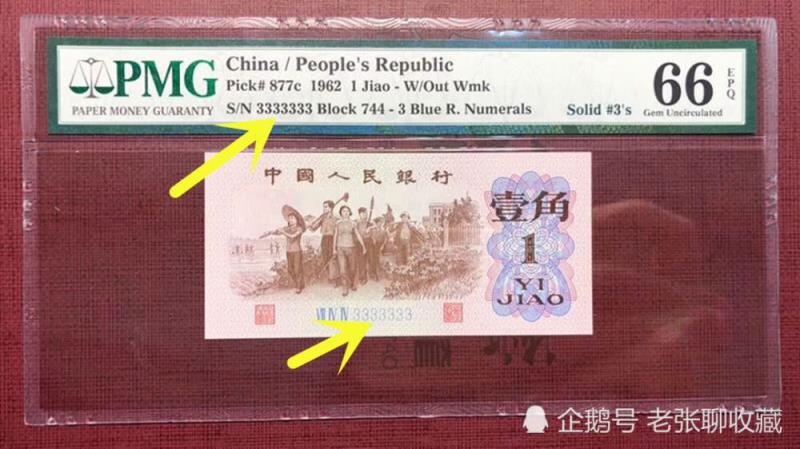 PMG
PAPER MONEY GUARANTY
China / People's Republic
Pick# 877c 1962 1 Jiao - W/Out Wmk
S/N 3333333 Block 744 - 3 Blue R. Numerals Solid #3's
66 EPQ
Gem Uncirculated
中國人民銀行
壹角
1
YI
JIAO
ⅦⅣⅣ 3333333
企鹅号 老张聊收藏